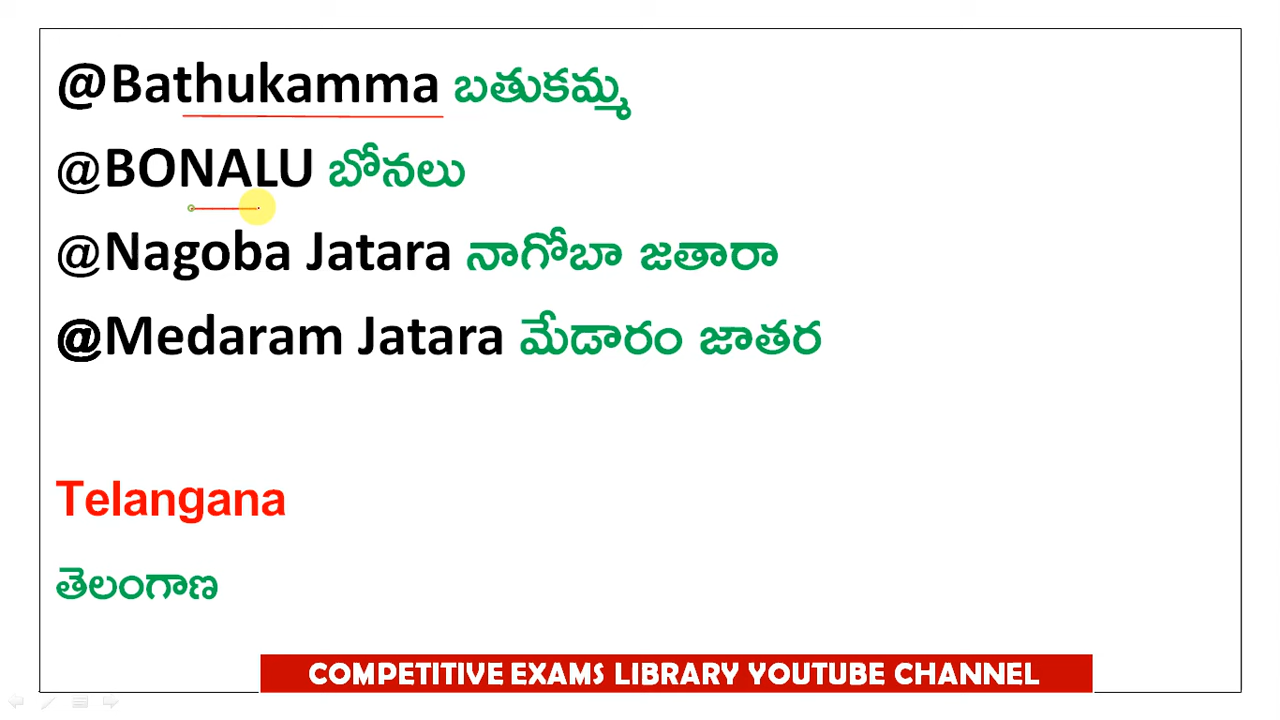 @Bathukamma బతుకమ్మ
@BONALU బోనలు
@Nagoba Jatara నాగోబా జతారా
@Medaram Jatara మేడారం జాతర
Telangana
తెలంగాణ
COMPETITIVE EXAMS LIBRARY YOUTUBE CHANNEL